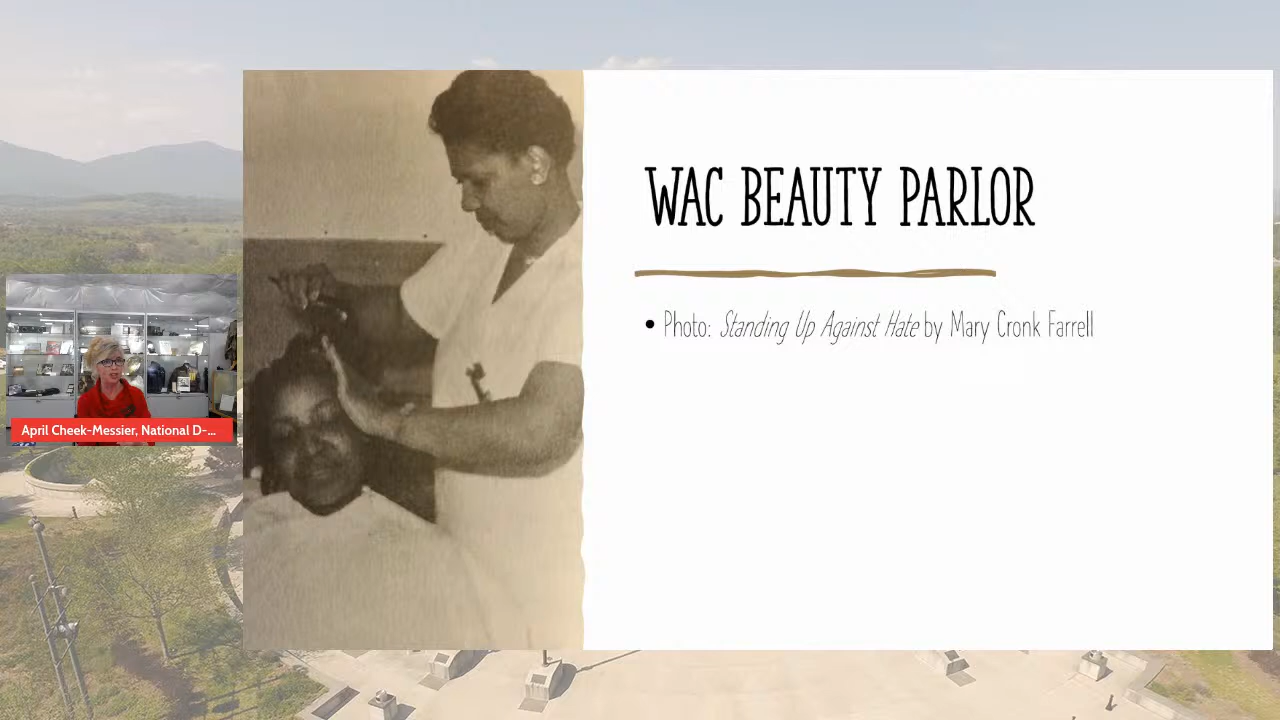 WAC BEAUTY PARLOR
• Photo: Standing Up Against Hate by Mary Cronk Farrell
April Cheek-Messier, National D-...